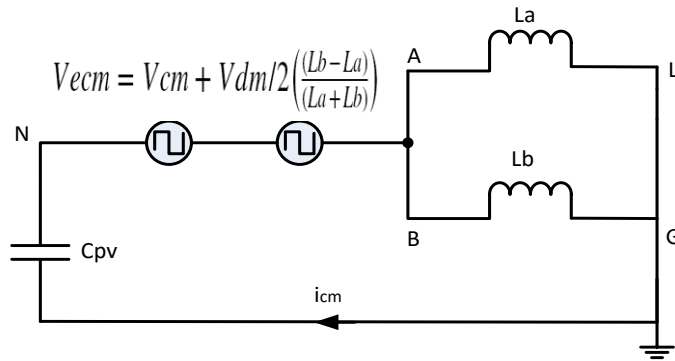 La
A
L
Vecm = Vcm + Vdm/2((Lb−La)/(La+Lb))
N
Lb
B
G
Cpv
icm